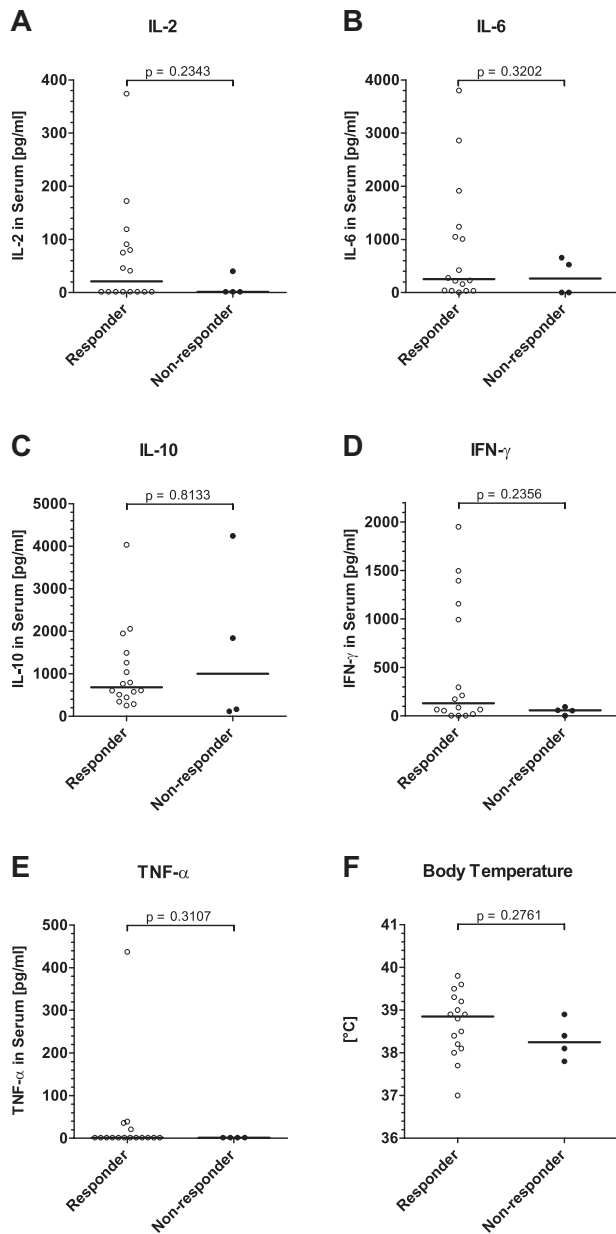 A
IL-2
p = 0.2343
IL-2 in Serum [pg/ml]
400
300
200
100
0
Responder
Non-responder
B
IL-6
p = 0.3202
IL-6 in Serum [pg/ml]
4000
3000
2000
1000
0
Responder
Non-responder
C
IL-10
p = 0.8133
IL-10 in Serum [pg/ml]
5000
4000
3000
2000
1000
0
Responder
Non-responder
D
IFN-γ
p = 0.2356
IFN-γ in Serum [pg/ml]
2000
1500
1000
500
0
Responder
Non-responder
E
TNF-α
p = 0.3107
TNF-α in Serum [pg/ml]
500
400
300
200
100
0
Responder
Non-responder
F
Body Temperature
p = 0.2761
[°C]
41
40
39
38
37
36
Responder
Non-responder